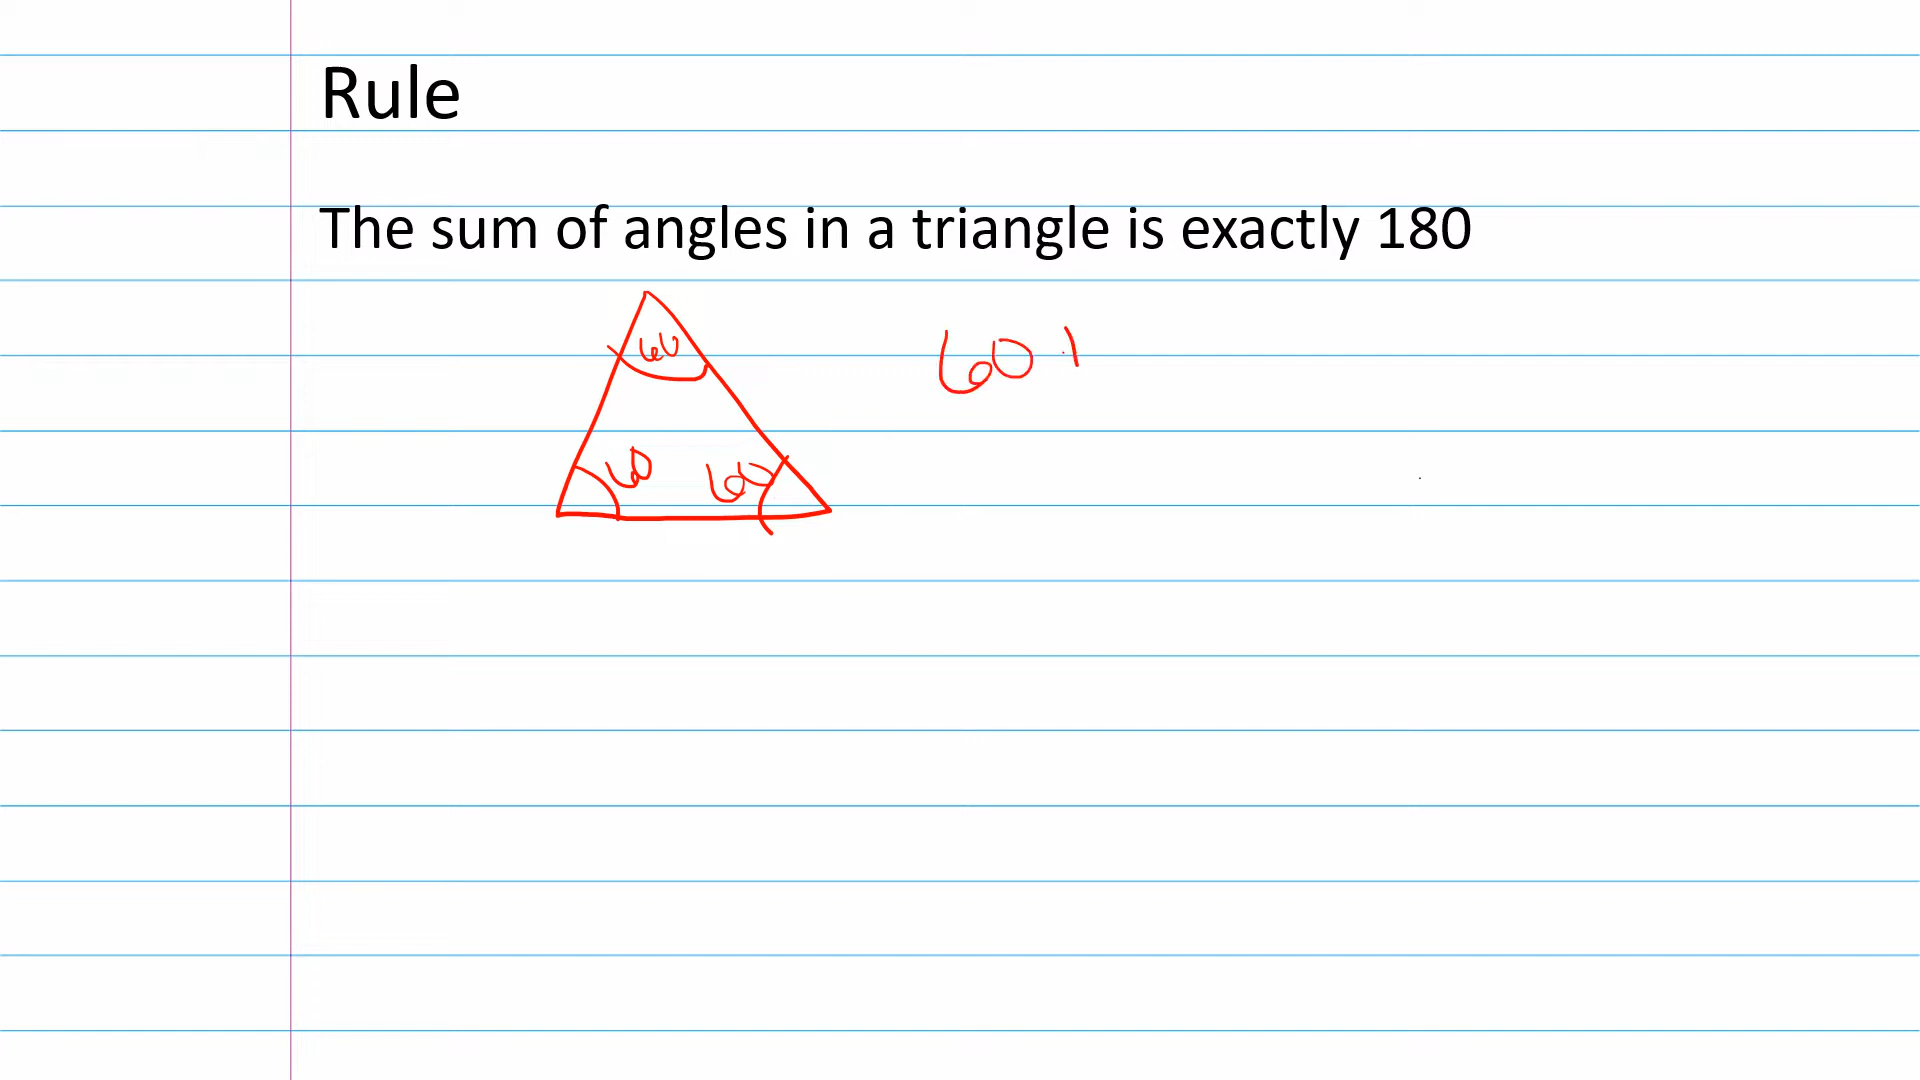 Rule
The sum of angles in a triangle is exactly 180
60
60
60 60